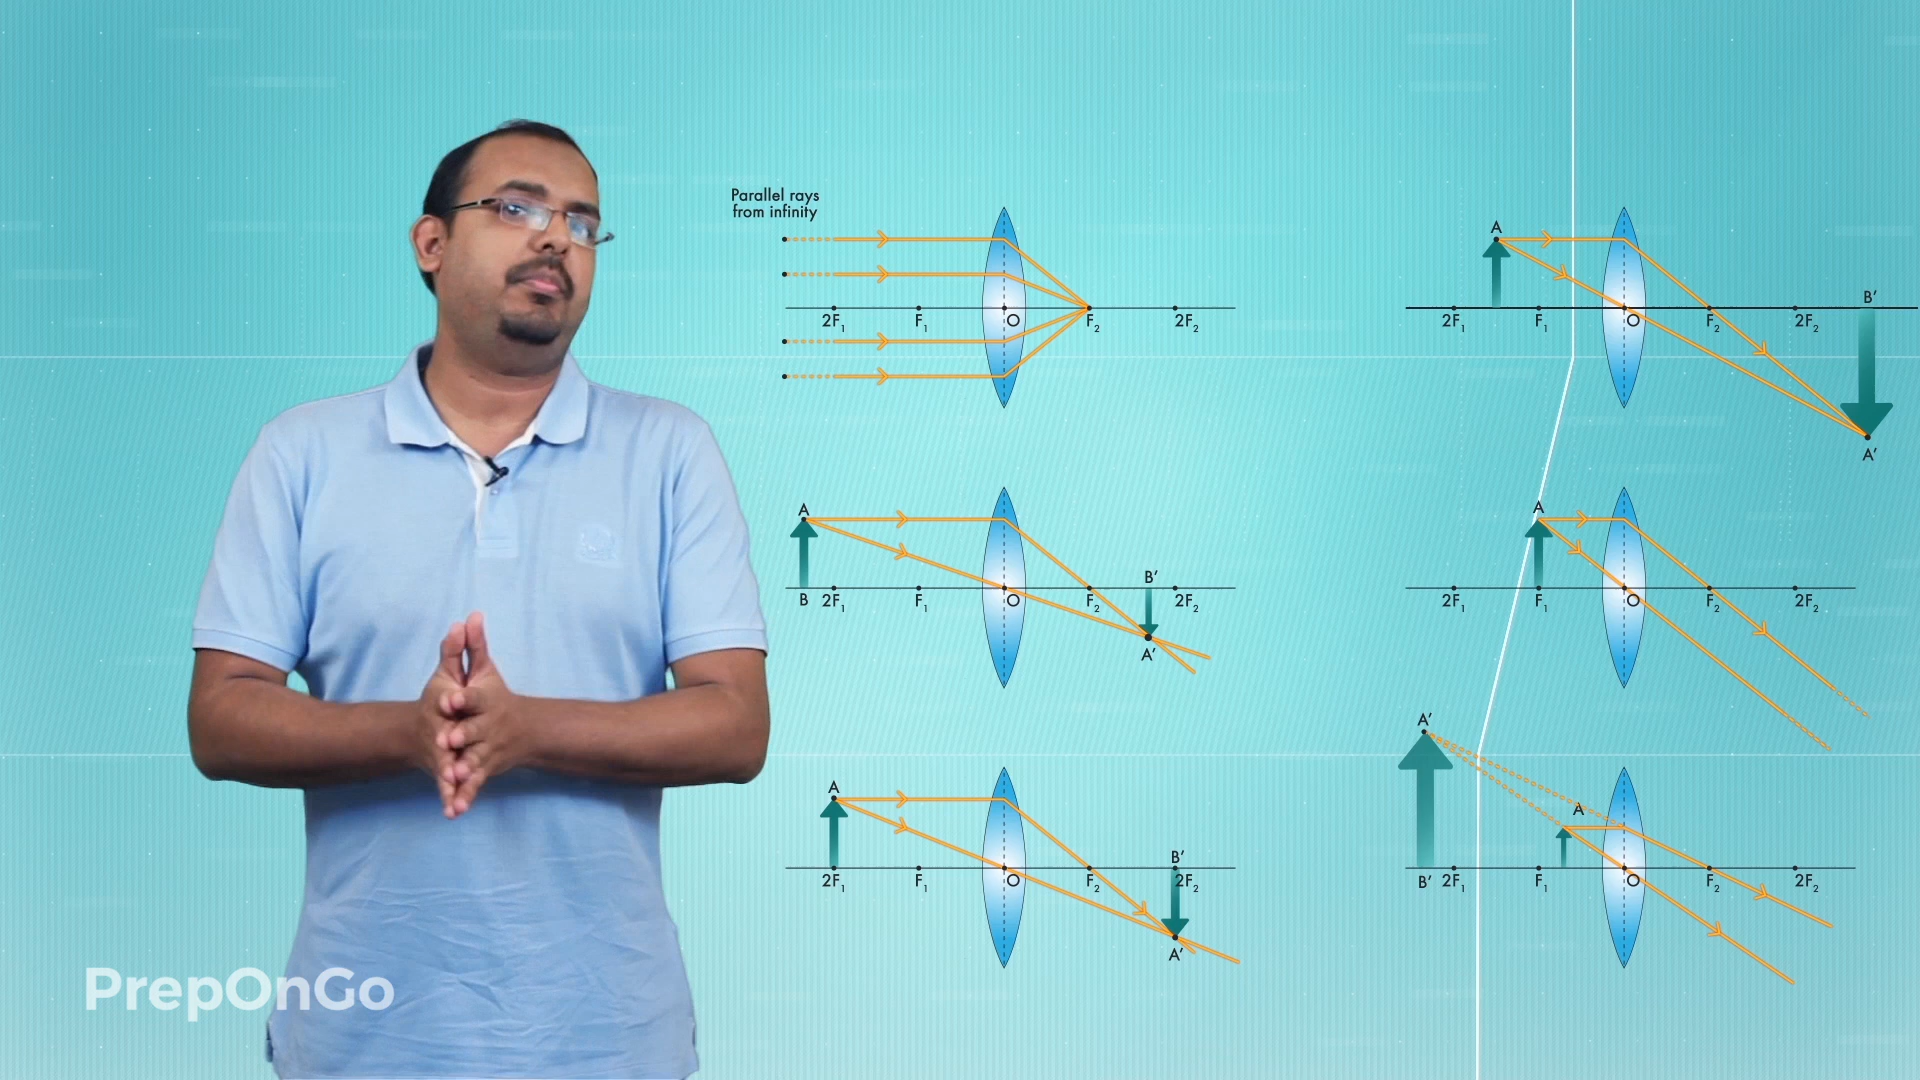 Parallel rays
from infinity
2F₁ F₁ O F₂ 2F₂
A
B′
2F₁ F₁ O F₂ 2F₂
A′
A
B′
B 2F₁ F₁ O F₂ 2F₂
A′
A
2F₁ F₁ O F₂ 2F₂
A
B′
2F₁ F₁ O F₂ 2F₂
A′
A′
A
B′ 2F₁ F₁ O F₂ 2F₂
PrepOnGo